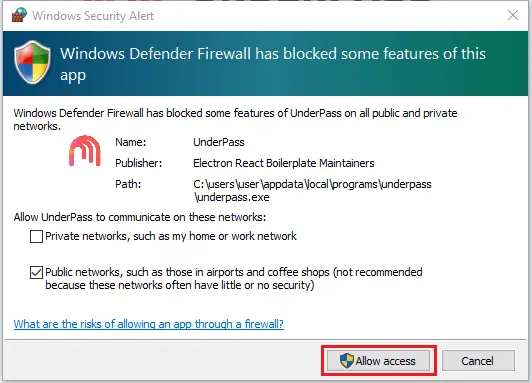 Windows Security Alert
Windows Defender Firewall has blocked some features of this
app
Windows Defender Firewall has blocked some features of UnderPass on all public and private
networks.
Name: UnderPass
Publisher: Electron React Boilerplate Maintainers
Path: C:\users\user\appdata\local\programs\underpass
\underpass.exe
Allow UnderPass to communicate on these networks:
Private networks, such as my home or work network
Public networks, such as those in airports and coffee shops (not recommended
because these networks often have little or no security)
What are the risks of allowing an app through a firewall?
Allow access Cancel